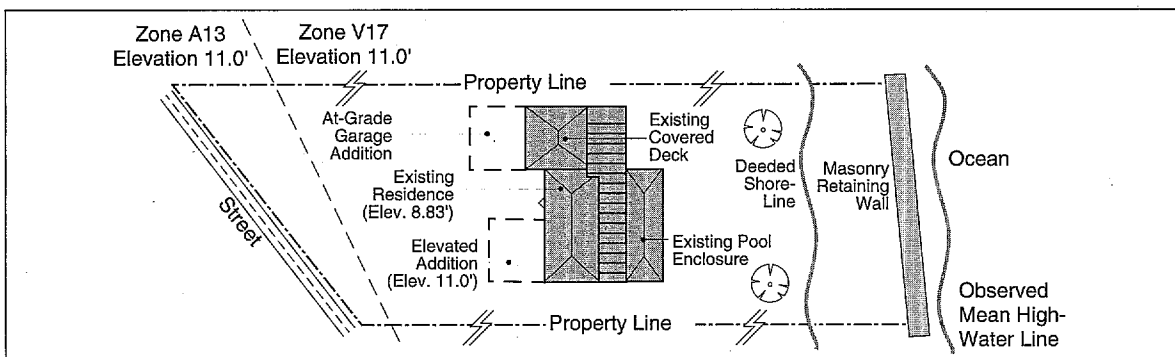 Zone A13
Elevation 11.0'
Zone V17
Elevation 11.0'
Property Line
At-Grade
Garage
Addition
Existing
Covered
Deck
Existing
Residence
(Elev. 8.83')
Elevated
Addition
(Elev. 11.0')
Existing Pool
Enclosure
Street
Deeded
Shore-
Line
Masonry
Retaining
Wall
Ocean
Property Line
Observed
Mean High-
Water Line